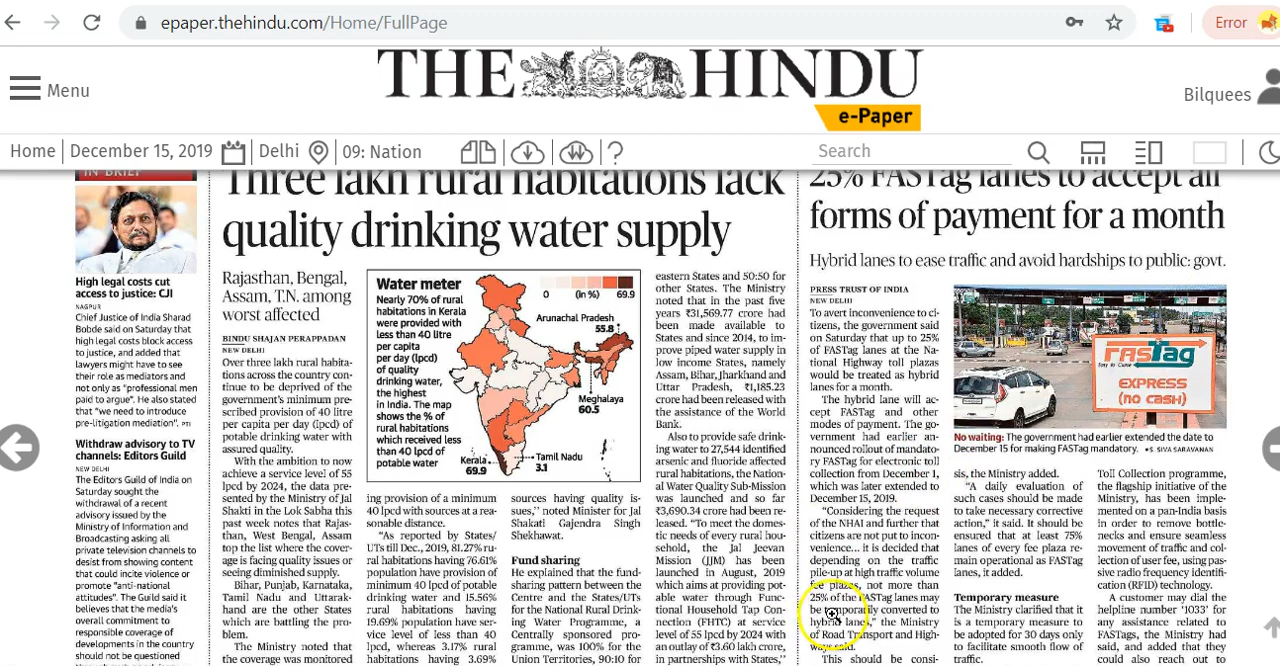 epaper.thehindu.com/Home/FullPage
Error
THE HINDU
e-Paper
Menu
Bilquees
Home
December 15, 2019
Delhi
09: Nation
?
Search
IN BRIEF
High legal costs cut
access to justice: CJI
NAGPUR
Chief Justice of India Sharad
Bobde said on Saturday that
high legal costs block access
to justice, and added that
lawyers might have to see
their role as mediators and
not only as "professional men
paid to argue". He also stated
that "we need to introduce
pre-litigation mediation". PTI
Withdraw advisory to TV
channels: Editors Guild
NEW DELHI
The Editors Guild of India on
Saturday sought the
withdrawal of a recent
advisory issued by the
Ministry of Information and
Broadcasting asking all
private television channels to
desist from showing content
that could incite violence or
promote "anti-national
attitudes". The Guild said it
believes that the media's
overall commitment to
responsible coverage of
developments in the country
should not be questioned
Three lakh rural habitations lack
quality drinking water supply
Rajasthan, Bengal,
Assam, T.N. among
worst affected
BINDU SHAJAN PERAPPADAN
NEW DELHI
Over three lakh rural habita-
tions across the country con-
tinue to be deprived of the
government's minimum pre-
scribed provision of 40 litre
per capita per day (lpcd) of
potable drinking water with
assured quality.
With the ambition to now
achieve a service level of 55
lpcd by 2024, the data pre-
sented by the Ministry of Jal
Shakti in the Lok Sabha this
past week notes that Rajas-
than, West Bengal, Assam
top the list where the cover-
age is facing quality issues or
seeing diminished supply.
Bihar, Punjab, Karnataka,
Tamil Nadu and Uttarak-
hand are the other States
which are battling the pro-
blem.
The Ministry noted that
the coverage was monitored
Water meter
Nearly 70% of rural
habitations in Kerala
were provided with
less than 40 litre
per capita
per day (lpcd)
of quality
drinking water,
the highest
in India. The map
shows the % of
rural habitations
which received less
than 40 lpcd of
potable water
0 (in %) 69.9
Arunachal Pradesh
55.8
Meghalaya
60.5
Kerala
69.9
Tamil Nadu
3.1
ing provision of a minimum
40 lpcd with sources at a rea-
sonable distance.
"As reported by States/
UTs till Dec., 2019, 81.27% ru-
ral habitations having 76.61%
population have provision of
minimum 40 lpcd of potable
drinking water and 15.56%
rural habitations having
19.69% population have ser-
vice level of less than 40
lpcd, whereas 3.17% rural
habitations having 3.69%
sources having quality is-
sues," noted Minister for Jal
Shakati Gajendra Singh
Shekhawat.
Fund sharing
He explained that the fund-
sharing pattern between the
Centre and the States/UTs
for the National Rural Drink-
ing Water Programme, a
Centrally sponsored pro-
gramme, was 100% for the
Union Territories, 90:10 for
eastern States and 50:50 for
other States. The Ministry
noted that in the past five
years ₹31,569.77 crore had
been made available to
States and since 2014, to im-
prove piped water supply in
low income States, namely
Assam, Bihar, Jharkhand and
Uttar Pradesh, ₹1,185.23
crore had been released with
the assistance of the World
Bank.
Also to provide safe drink-
ing water to 27,544 identified
arsenic and fluoride affected
rural habitations, the Nation-
al Water Quality Sub-Mission
was launched and so far
₹3,690.34 crore had been re-
leased. "To meet the domes-
tic needs of every rural hou-
sehold, the Jal Jeevan
Mission (JJM) has been
launched in August, 2019
which aims at providing pot-
able water through Func-
tional Household Tap Con-
nection (FHTC) at service
level of 55 lpcd by 2024 with
an outlay of ₹3.60 lakh crore,
in partnerships with States,"
25% FASTag lanes to accept all
forms of payment for a month
Hybrid lanes to ease traffic and avoid hardships to public: govt.
PRESS TRUST OF INDIA
NEW DELHI
To avert inconvenience to ci-
tizens, the government said
on Saturday that up to 25%
of FASTag lanes at the Na-
tional Highway toll plazas
would be treated as hybrid
lanes for a month.
The hybrid lane will ac-
cept FASTag and other
modes of payment. The go-
vernment had earlier an-
nounced rollout of mandato-
ry FASTag for electronic toll
collection from December 1,
which was later extended to
December 15, 2019.
"Considering the request
of the NHAI and further that
citizens are not put to incon-
venience... it is decided that
depending on the traffic
pile-up at high traffic volume
fee plazas, not more than
25% of the FASTag lanes may
be temporarily converted to
hybrid lanes," the Ministry
of Road Transport and High-
ways said.
This should be consi-
FASTag
EXPRESS
(no CASH)
No waiting: The government had earlier extended the date to
December 15 for making FASTag mandatory. S. SIVA SARAVANAN
sis, the Ministry added.
"A daily evaluation of
such cases should be made
to take necessary corrective
action," it said. It should be
ensured that at least 75%
lanes of every fee plaza re-
main operational as FASTag
lanes, it added.
Temporary measure
The Ministry clarified that it
is a temporary measure to
be adopted for 30 days only
to facilitate smooth flow of
traffic.
Toll Collection programme,
the flagship initiative of the
Ministry, has been imple-
mented on a pan-India basis
in order to remove bottle-
necks and ensure seamless
movement of traffic and col-
lection of user fee, using pas-
sive radio frequency identifi-
cation (RFID) technology.
A customer may dial the
helpline number '1033' for
any assistance related to
FASTags, the Ministry had
said, and added that they
could also reach out to